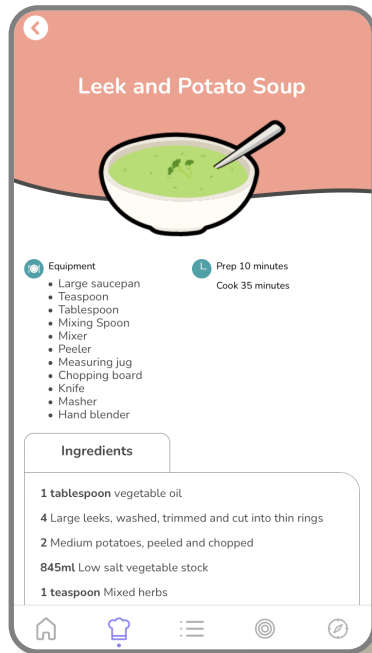 Leek and Potato Soup
Equipment
Large saucepan
Teaspoon
Tablespoon
Mixing Spoon
Mixer
Peeler
Measuring jug
Chopping board
Knife
Masher
Hand blender
Prep 10 minutes
Cook 35 minutes
Ingredients
1 tablespoon vegetable oil
4 Large leeks, washed, trimmed and cut into thin rings
2 Medium potatoes, peeled and chopped
845ml Low salt vegetable stock
1 teaspoon Mixed herbs